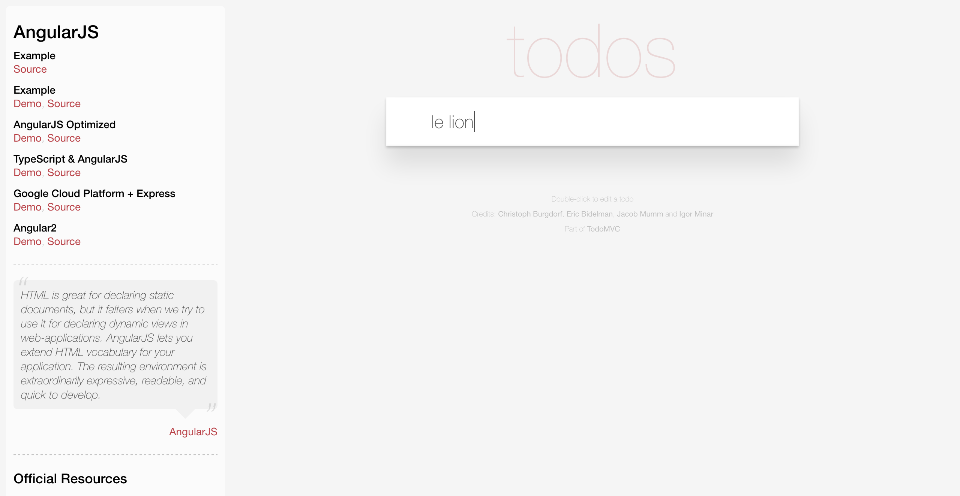 AngularJS
Example
Source
Example
Demo, Source
AngularJS Optimized
Demo, Source
TypeScript & AngularJS
Demo, Source
Google Cloud Platform + Express
Demo, Source
Angular2
Demo, Source
“
HTML is great for declaring static
documents, but it falters when we try to
use it for declaring dynamic views in
web-applications. AngularJS lets you
extend HTML vocabulary for your
application. The resulting environment is
extraordinarily expressive, readable, and
quick to develop.
”
AngularJS
Official Resources
todos
le lion
Double-click to edit a todo
Credits: Christoph Burgdorf, Eric Bidelman, Jacob Mumm and Igor Minar
Part of TodoMVC